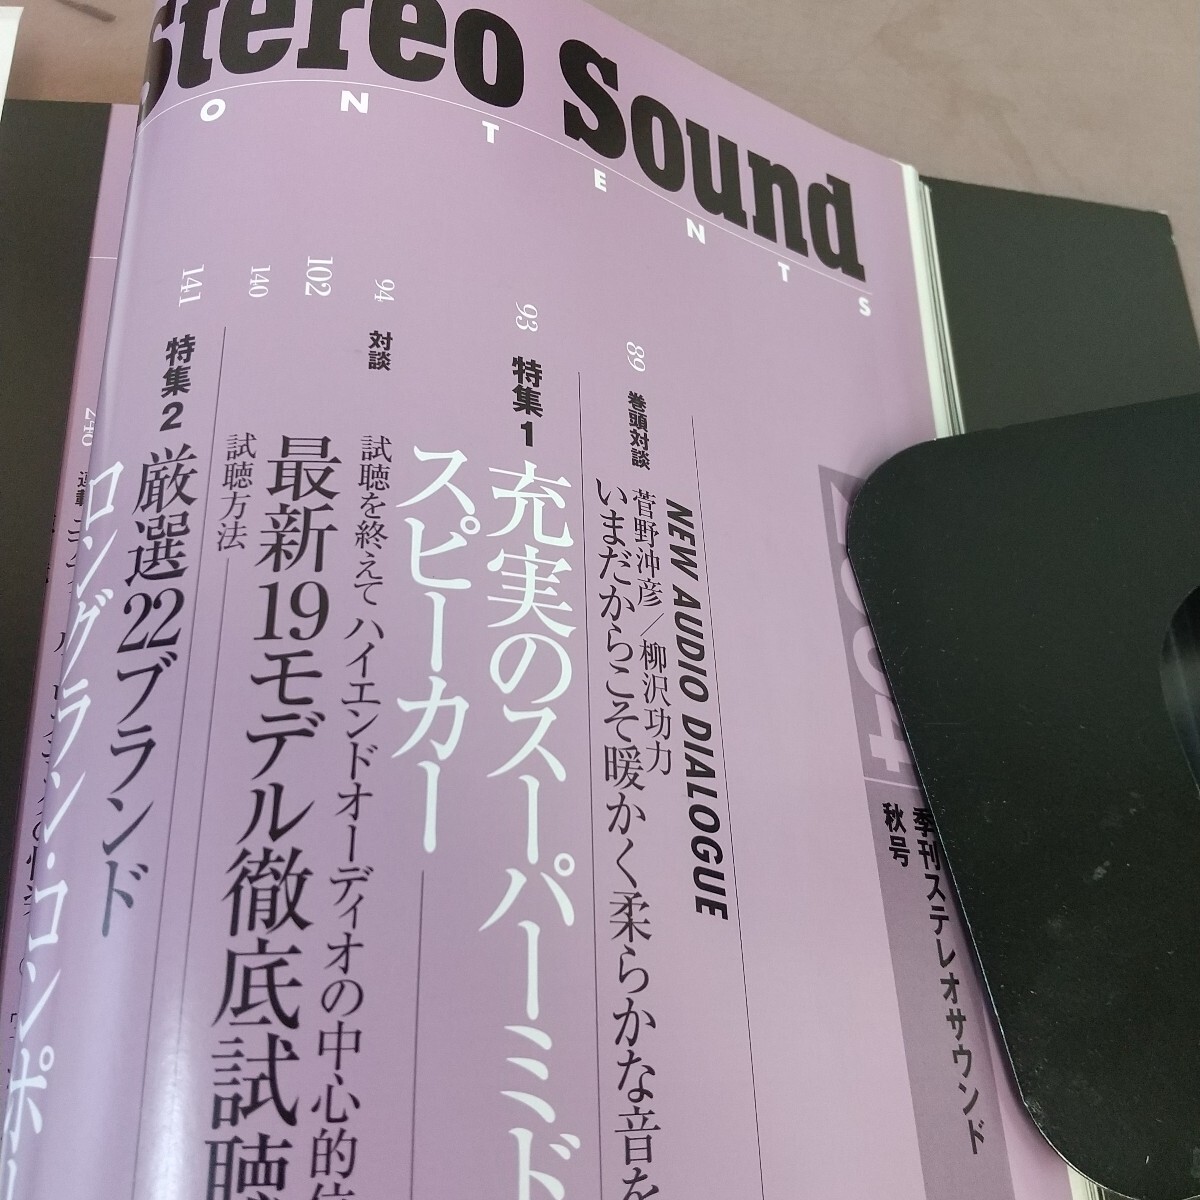 Stereo Sound
ONTENTS
季刊ステレオサウンド
秋号
NEW AUDIO DIALOGUE
89 巻頭対談 菅野沖彦／柳沢功力
いまだからこそ暖かく柔らかな音を
93 特集1 充実のスーパーミド
スピーカー
94 対談 試聴を終えて ハイエンドオーディオの中心的
102 最新19モデル徹底試聴
140 試聴方法
141 特集2 厳選22ブランド
ロングラン・コンポー
246 連載